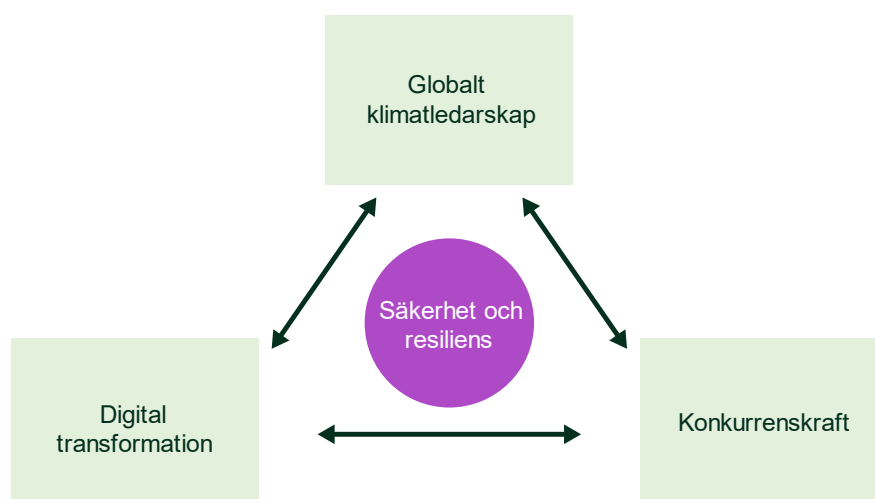 Globalt
klimatledarskap
Säkerhet och
resiliens
Digital
transformation
Konkurrenskraft